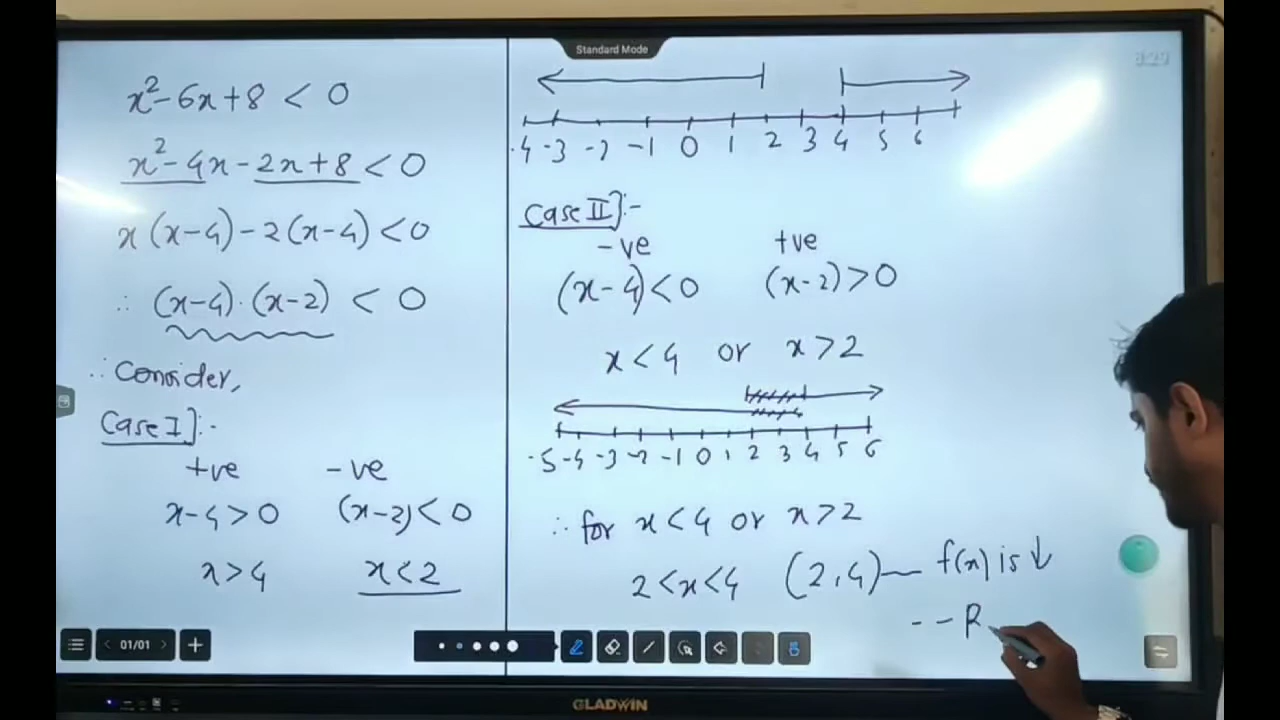 x² - 6x + 8 < 0
x² - 4x - 2x + 8 < 0
x (x-4) - 2 (x-4) < 0
∴ (x-4) · (x-2) < 0
∴ Consider,
Case I]:-
+ve - ve
x-4 > 0 (x-2) < 0
x > 4 x < 2
01/01
Standard Mode
8:29
-4 -3 -2 -1 0 1 2 3 4 5 6
Case II]:-
- ve +ve
(x-4) < 0 (x-2) > 0
x < 4 or x > 2
-5 -4 -3 -2 -1 0 1 2 3 4 5 6
∴ for x < 4 or x > 2
2 < x < 4 (2,4) — f(x) is ↓
-- R
GLADWIN